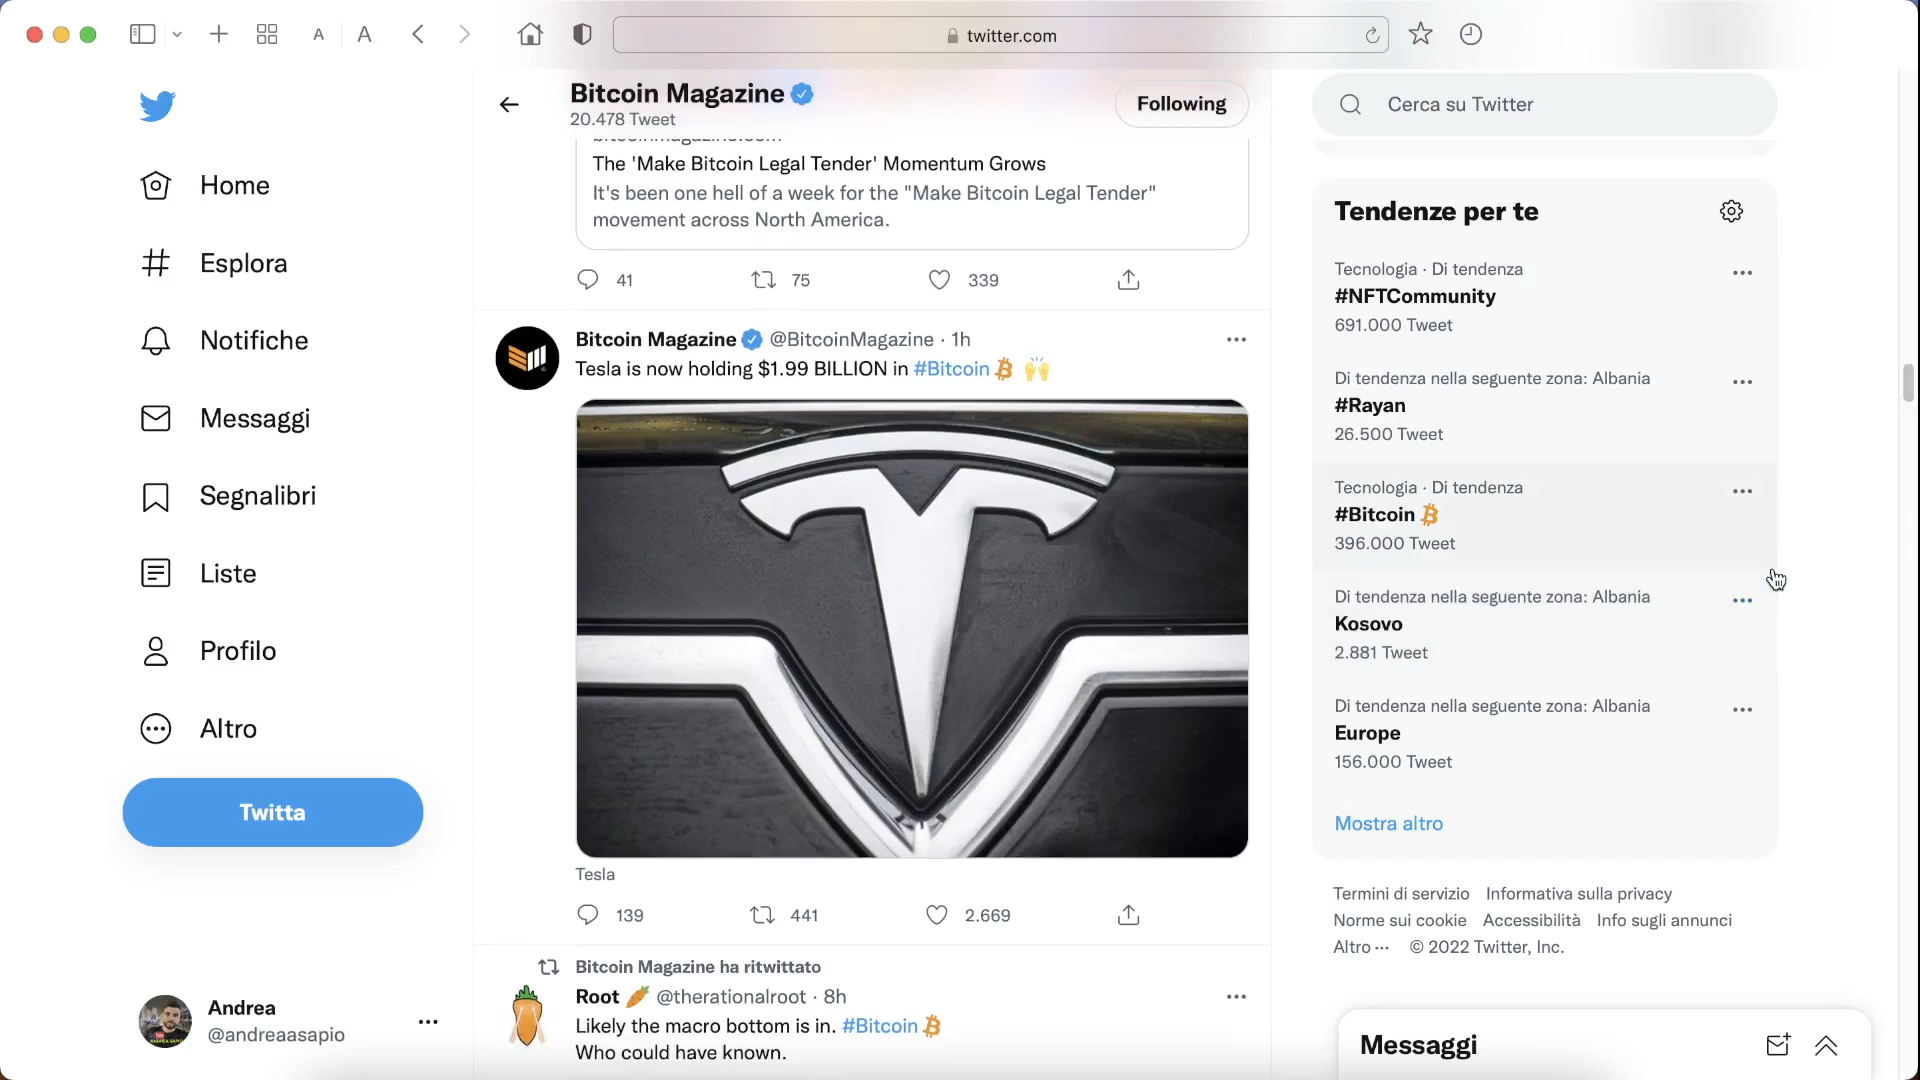 A
A
twitter.com
Bitcoin Magazine
20.478 Tweet
Following
Cerca su Twitter
Home
Esplora
Notifiche
Messaggi
Segnalibri
Liste
Profilo
Altro
Twitta
Andrea
@andreaasapio
bitcoinmagazine.com
The 'Make Bitcoin Legal Tender' Momentum Grows
It's been one hell of a week for the "Make Bitcoin Legal Tender"
movement across North America.
41 75 339
Bitcoin Magazine @BitcoinMagazine · 1h
Tesla is now holding $1.99 BILLION in #Bitcoin
Tesla
139 441 2.669
Bitcoin Magazine ha ritwittato
Root @therationalroot · 8h
Likely the macro bottom is in. #Bitcoin
Who could have known.
Tendenze per te
Tecnologia · Di tendenza
#NFTCommunity
691.000 Tweet
Di tendenza nella seguente zona: Albania
#Rayan
26.500 Tweet
Tecnologia · Di tendenza
#Bitcoin
396.000 Tweet
Di tendenza nella seguente zona: Albania
Kosovo
2.881 Tweet
Di tendenza nella seguente zona: Albania
Europe
156.000 Tweet
Mostra altro
Termini di servizio Informativa sulla privacy
Norme sui cookie Accessibilità Info sugli annunci
Altro ··· © 2022 Twitter, Inc.
Messaggi